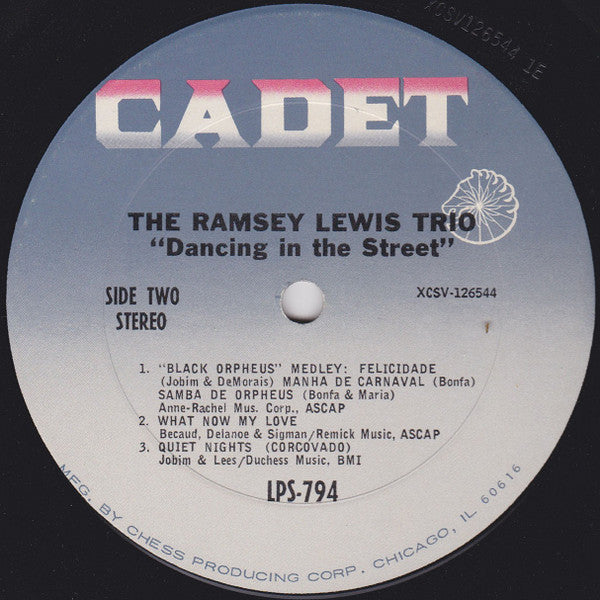 XCSV126544 1E
CADET
THE RAMSEY LEWIS TRIO
“Dancing in the Street”
SIDE TWO
STEREO
XCSV-126544
1. “BLACK ORPHEUS” MEDLEY: FELICIDADE
(Jobim & DeMorais) MANHA DE CARNAVAL (Bonfa)
SAMBA DE ORPHEUS (Bonfa & Maria)
Anne-Rachel Mus. Corp., ASCAP
2. WHAT NOW MY LOVE
Becaud, Delanoe & Sigman/Remick Music, ASCAP
3. QUIET NIGHTS (CORCOVADO)
Jobim & Lees/Duchess Music, BMI
LPS-794
MFG. BY CHESS PRODUCING CORP. CHICAGO, IL 60616